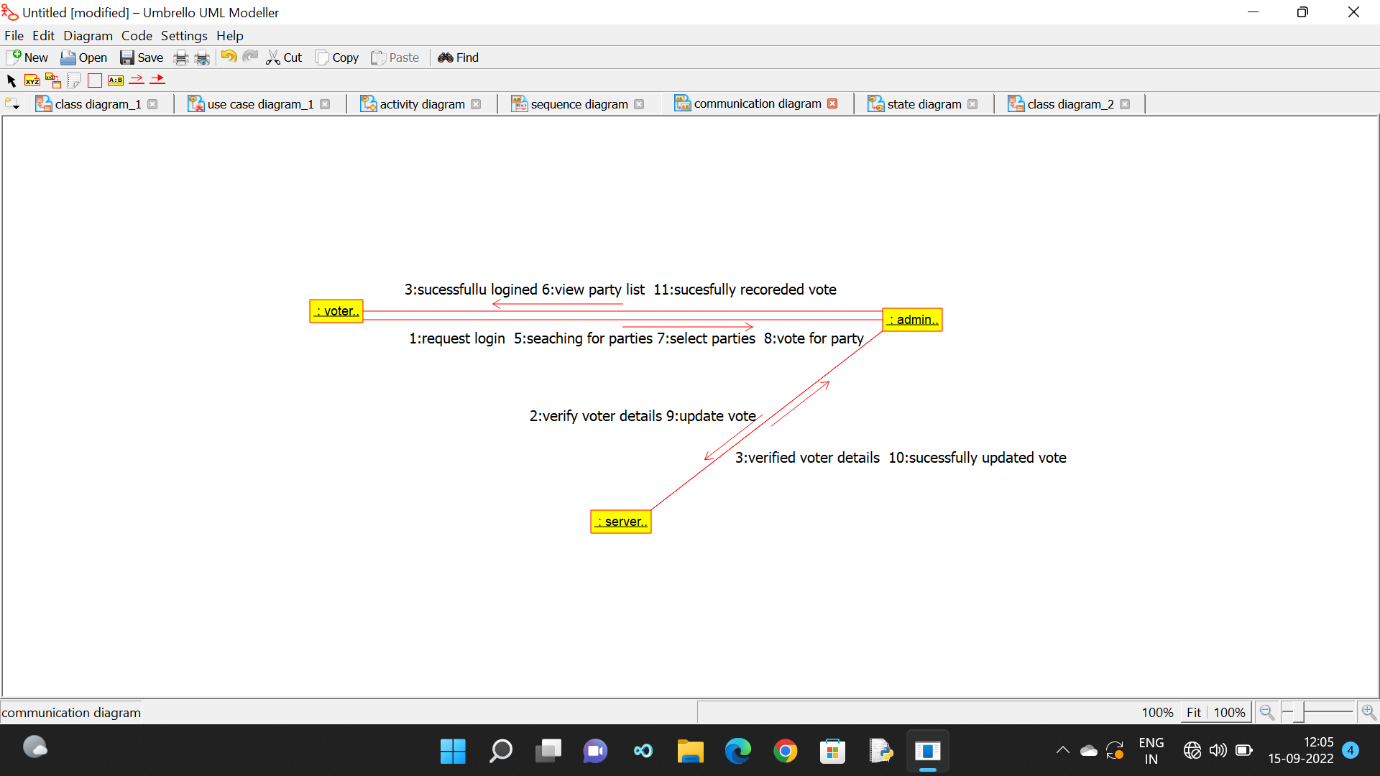 Untitled [modified] – Umbrello UML Modeller
File Edit Diagram Code Settings Help
New Open Save Cut Copy Paste Find
XYZ A:B
class diagram_1 use case diagram_1 activity diagram sequence diagram communication diagram state diagram class diagram_2
3:sucessfullu logined 6:view party list 11:sucesfully recoreded vote
: voter..
: admin..
1:request login 5:seaching for parties 7:select parties 8:vote for party
2:verify voter details 9:update vote
3:verified voter details 10:sucessfully updated vote
: server..
communication diagram 100% Fit 100%
ENG 12:05
IN 15-09-2022 4